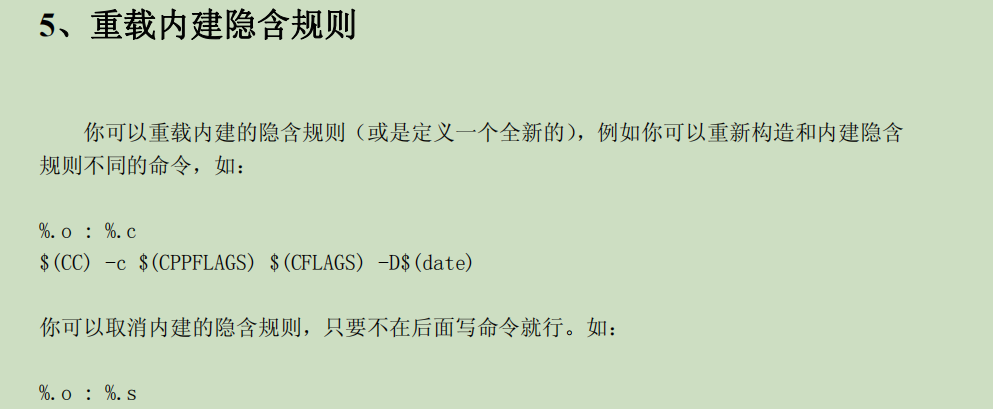 5、重载内建隐含规则
你可以重载内建的隐含规则（或是定义一个全新的），例如你可以重新构造和内建隐含
规则不同的命令，如：
%.o : %.c
$(CC) -c $(CPPFLAGS) $(CFLAGS) -D$(date)
你可以取消内建的隐含规则，只要不在后面写命令就行。如：
%.o : %.s